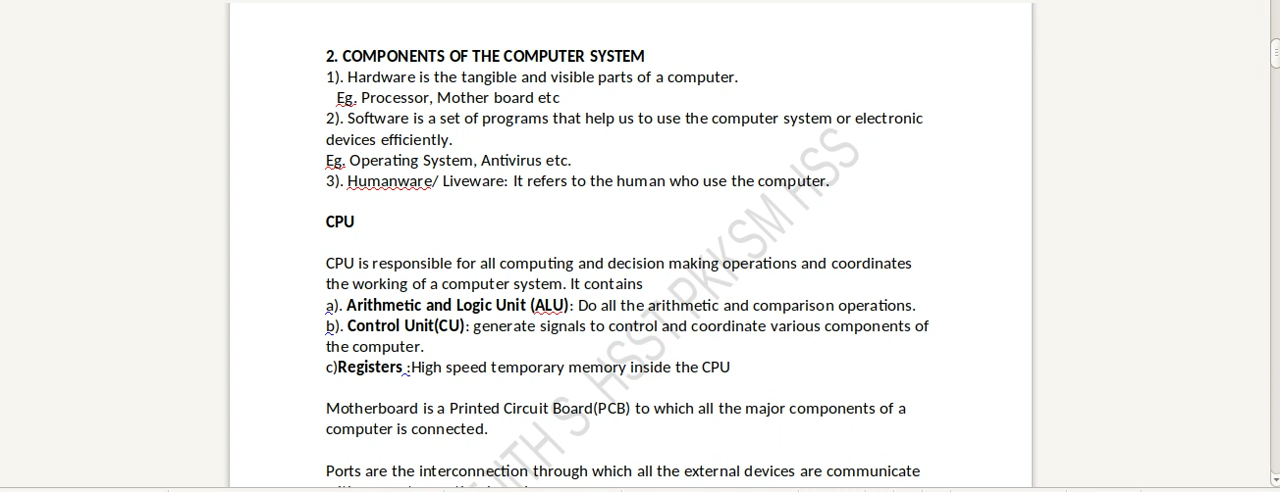 2. COMPONENTS OF THE COMPUTER SYSTEM
1). Hardware is the tangible and visible parts of a computer.
Eg. Processor, Mother board etc
2). Software is a set of programs that help us to use the computer system or electronic
devices efficiently.
Eg. Operating System, Antivirus etc.
3). Humanware/ Liveware: It refers to the human who use the computer.
CPU
CPU is responsible for all computing and decision making operations and coordinates
the working of a computer system. It contains
a). Arithmetic and Logic Unit (ALU): Do all the arithmetic and comparison operations.
b). Control Unit(CU): generate signals to control and coordinate various components of
the computer.
c)Registers :High speed temporary memory inside the CPU
Motherboard is a Printed Circuit Board(PCB) to which all the major components of a
computer is connected.
Ports are the interconnection through which all the external devices are communicate
S HSST PKKSM HSS